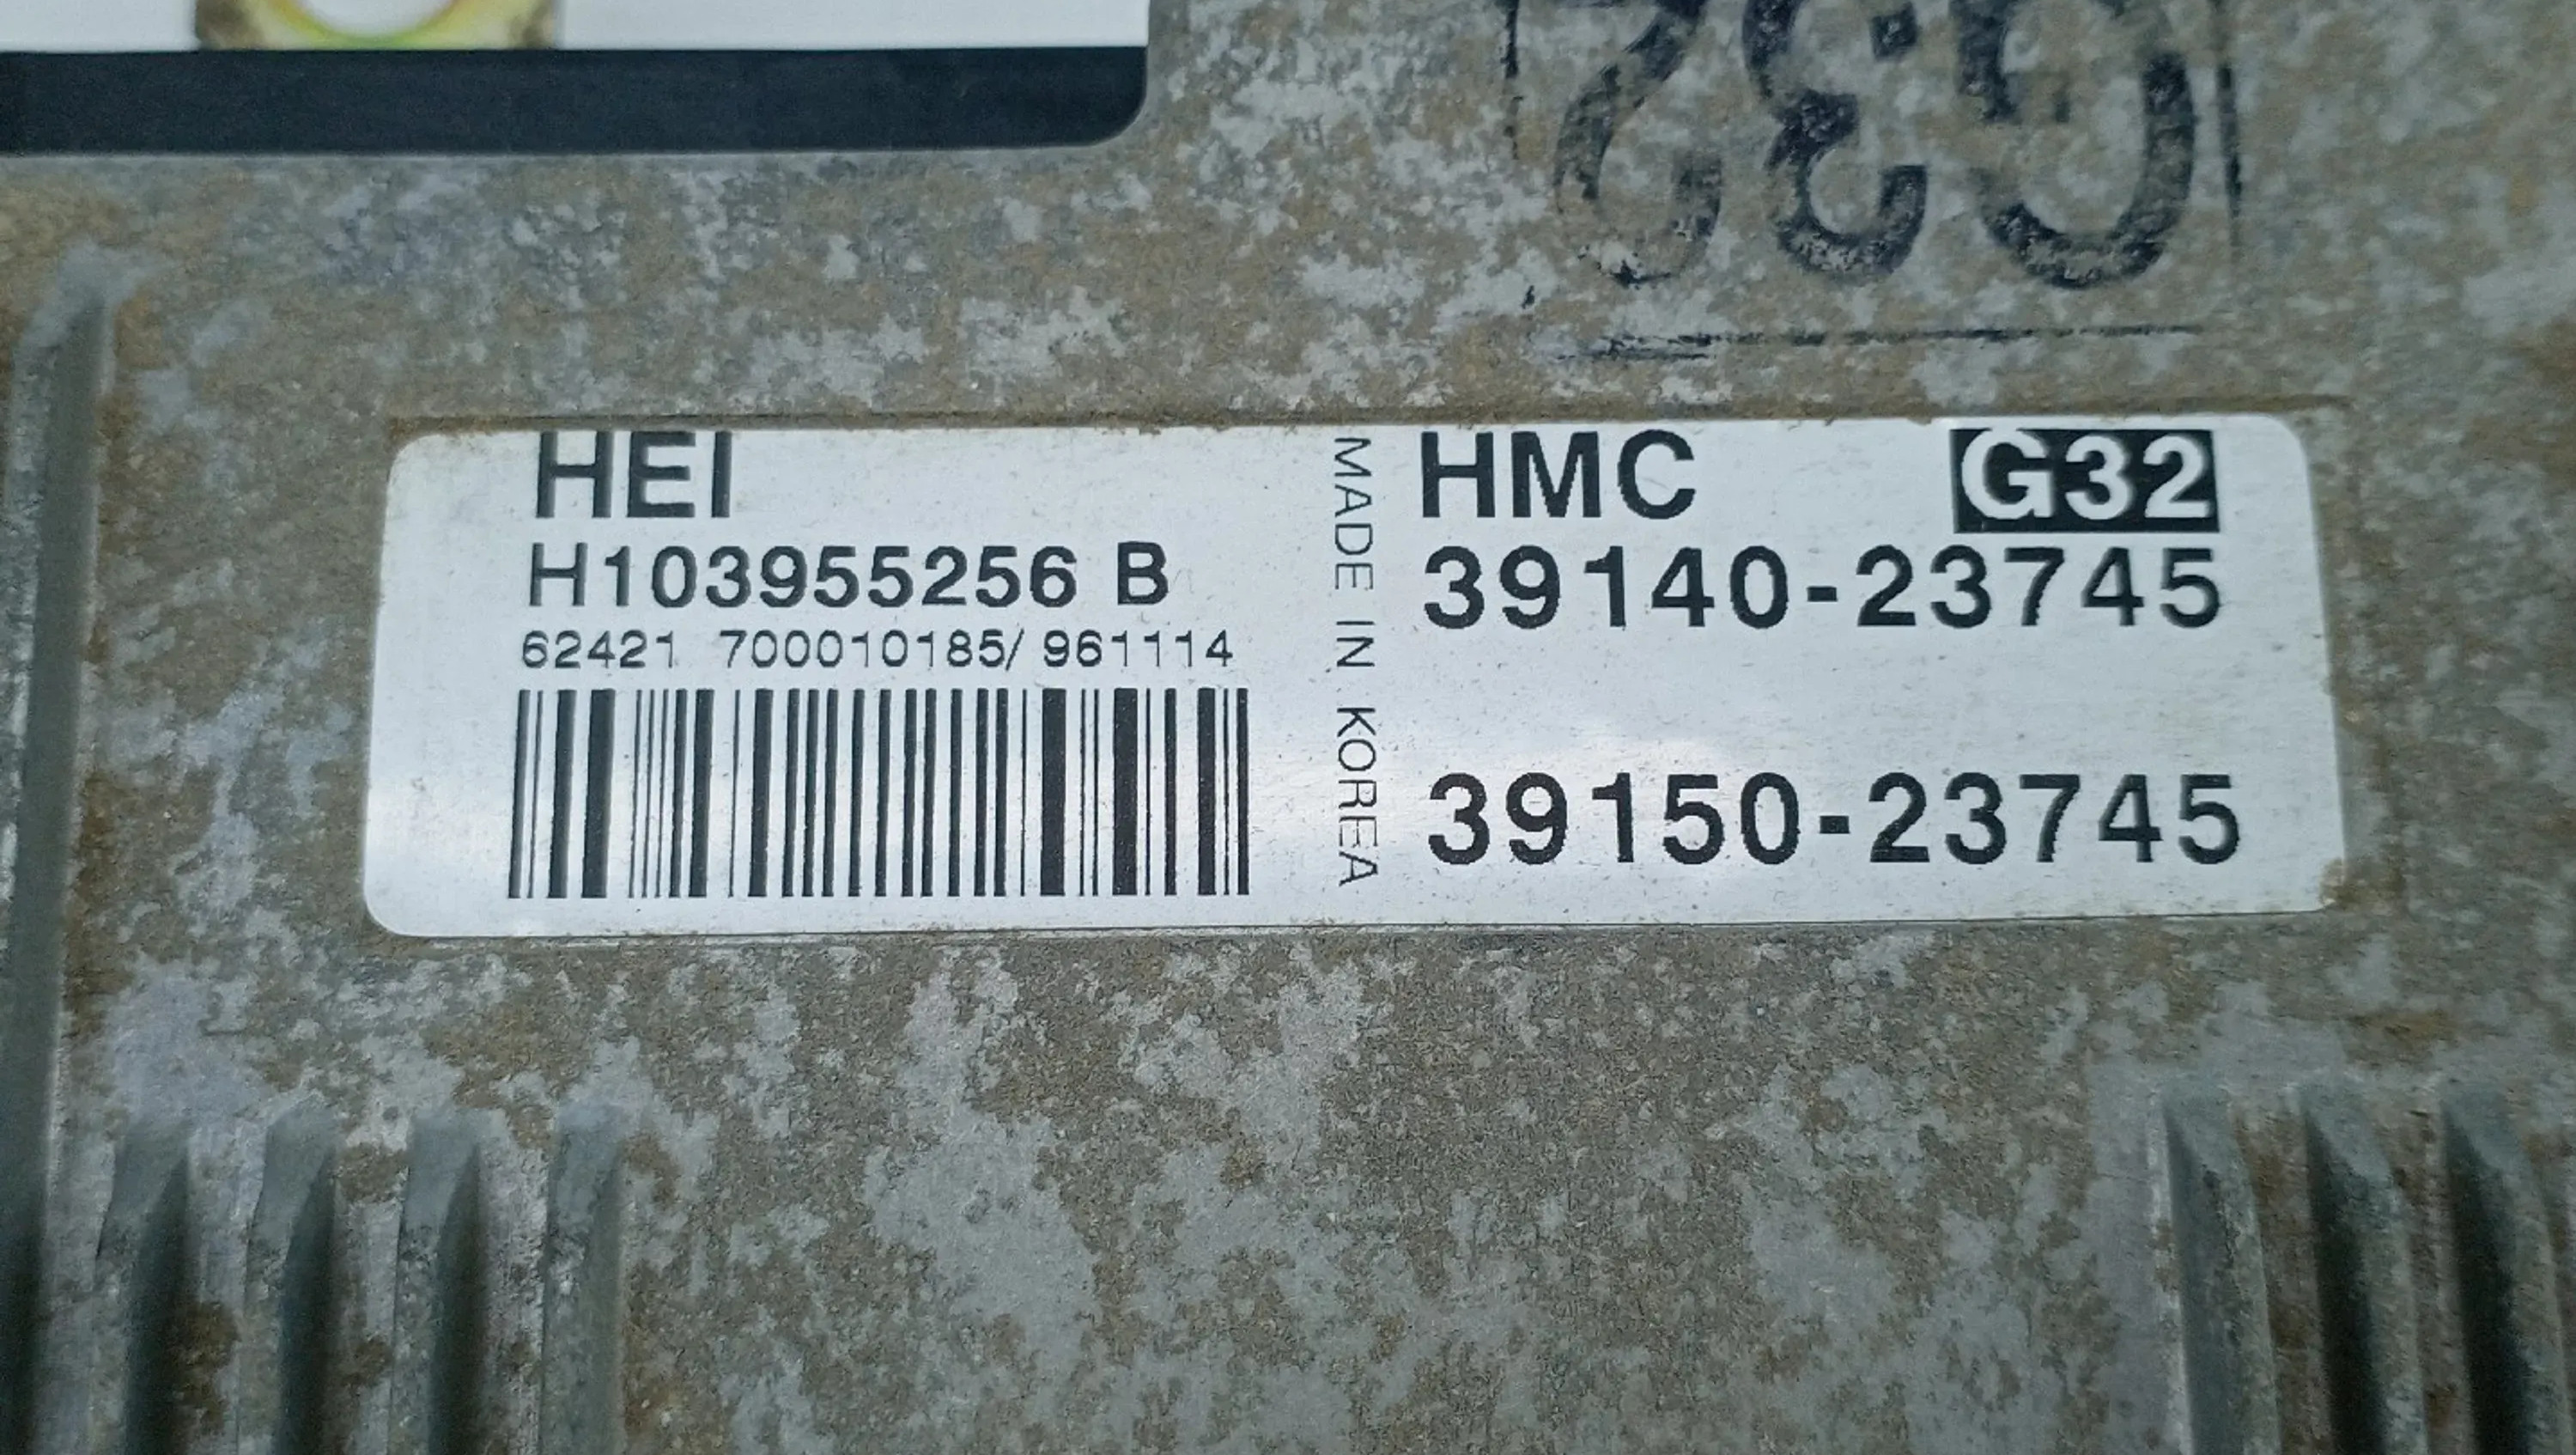 G32
HEI
H103955256 B
62421 700010185/ 961114
MADE IN KOREA
HMC G32
39140-23745
39150-23745